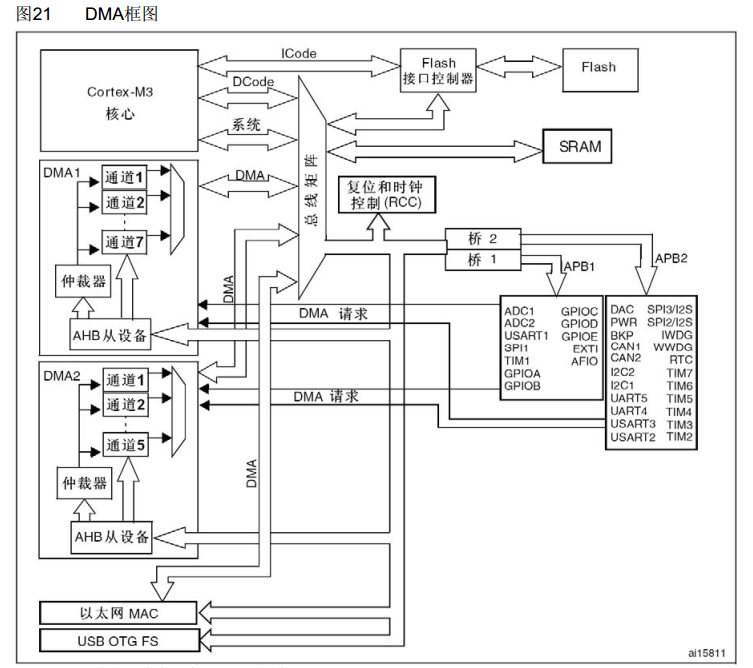 图21 DMA框图
ICode
Cortex-M3
核心
DCode
系统
Flash
接口控制器
Flash
SRAM
总线矩阵
复位和时钟
控制(RCC)
桥 2
桥 1
APB1
APB2
DMA1
通道1
通道2
通道7
仲裁器
AHB从设备
DMA
DMA
DMA 请求
ADC1 GPIOC
ADC2 GPIOD
USART1 GPIOE
SPI1 EXTI
TIM1 AFIO
GPIOA
GPIOB
DAC SPI3/I2S
PWR SPI2/I2S
BKP IWDG
CAN1 WWDG
CAN2 RTC
I2C2 TIM7
I2C1 TIM6
UART5 TIM5
UART4 TIM4
USART3 TIM3
USART2 TIM2
DMA2
通道1
通道2
通道5
仲裁器
AHB从设备
DMA 请求
DMA
以太网 MAC
USB OTG FS
ai15811